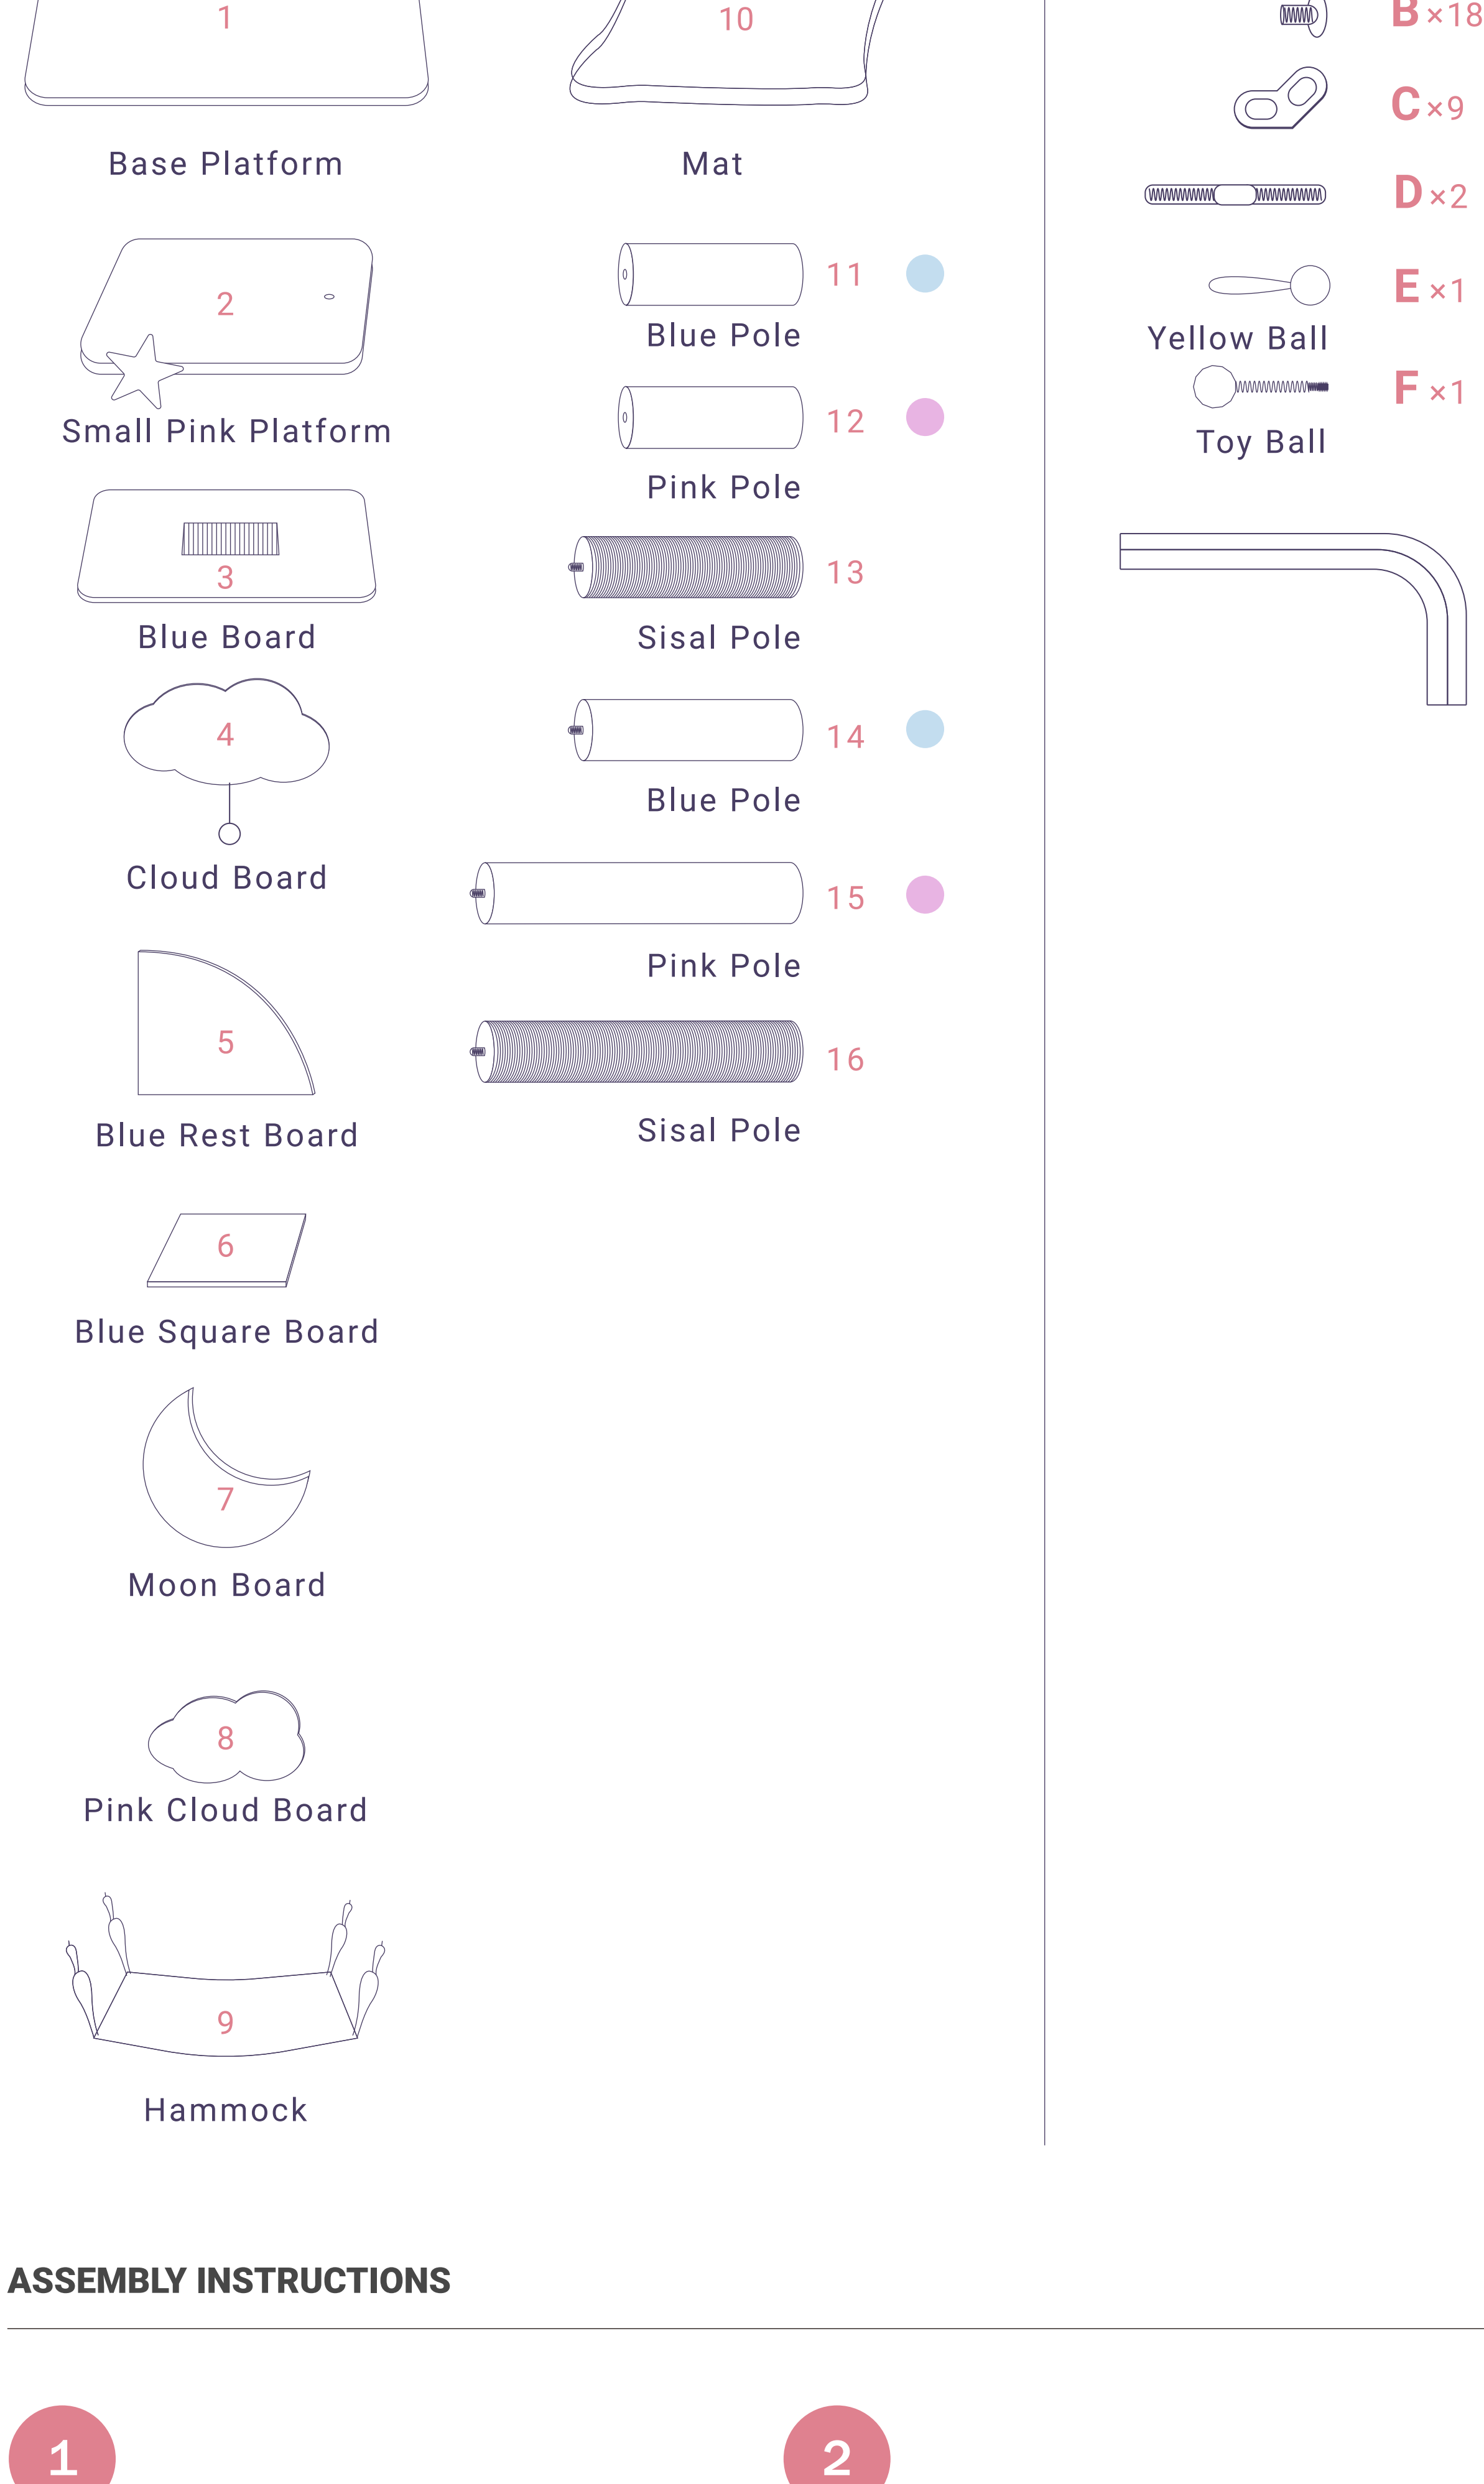 1
Base Platform
2
Small Pink Platform
3
Blue Board
4
Cloud Board
5
Blue Rest Board
6
Blue Square Board
7
Moon Board
8
Pink Cloud Board
9
Hammock
10
Mat
11
Blue Pole
12
Pink Pole
13
Sisal Pole
14
Blue Pole
15
Pink Pole
16
Sisal Pole
B ×18
C ×9
D ×2
E ×1
Yellow Ball
F ×1
Toy Ball
ASSEMBLY INSTRUCTIONS
1
2